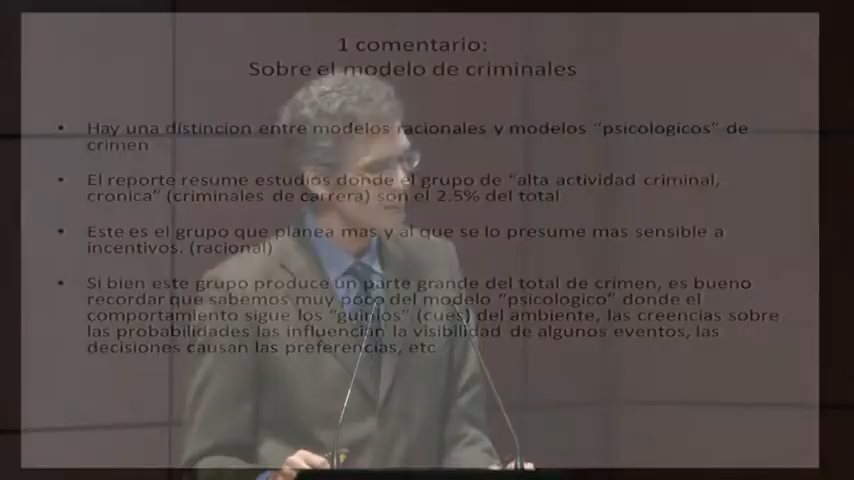 1 comentario:
Sobre el modelo de criminales
• Hay una distincion entre modelos racionales y modelos “psicologicos” de
crimen
• El reporte resume estudios donde el grupo de “alta actividad criminal,
cronica” (criminales de carrera) son el 2.5% del total
• Este es el grupo que planea mas y al que se lo presume mas sensible a
incentivos. (racional)
• Si bien este grupo produce un parte grande del total de crimen, es bueno
recordar que sabemos muy poco del modelo “psicologico” donde el
comportamiento sigue los “guiños” (cues) del ambiente, las creencias sobre
las probabilidades las influencian la visibilidad de algunos eventos, las
decisiones causan las preferencias, etc